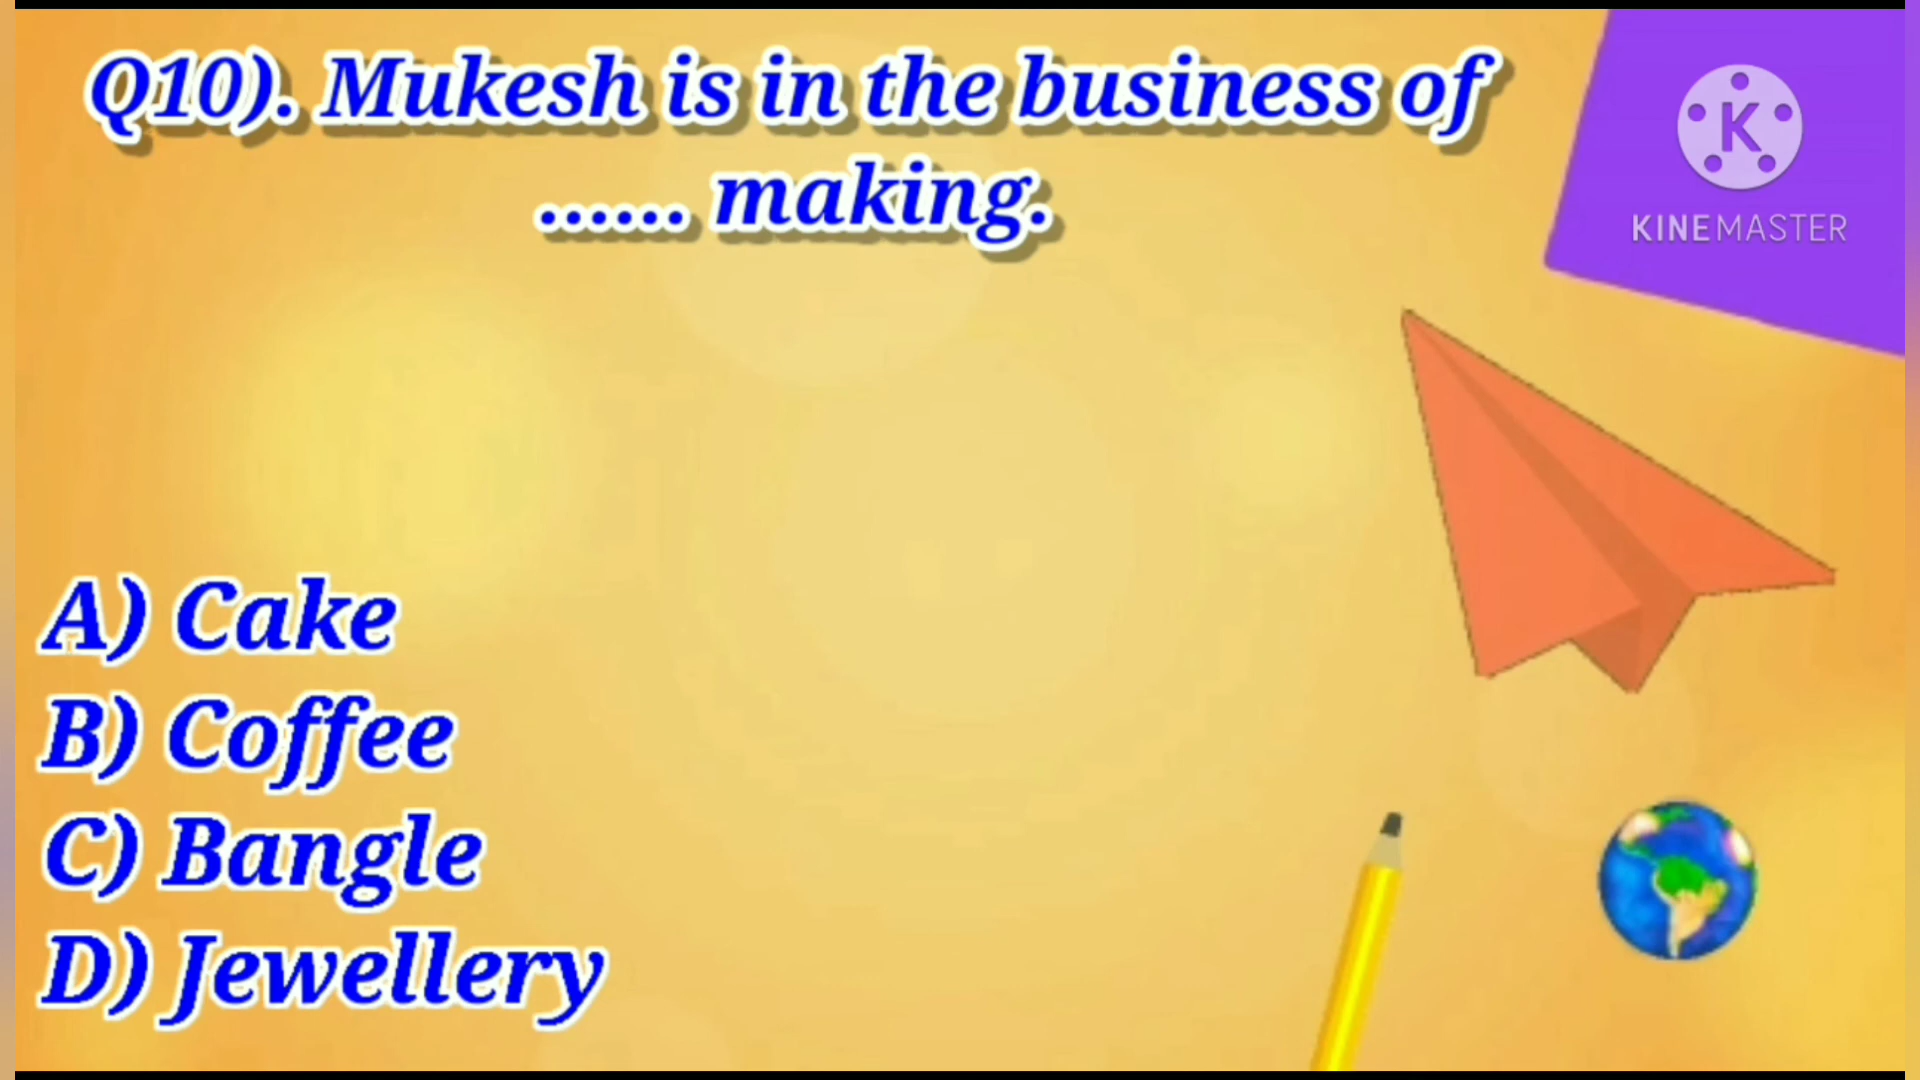 Q10). Mukesh is in the business of
...... making.
K
KINEMASTER
A) Cake
B) Coffee
C) Bangle
D) Jewellery